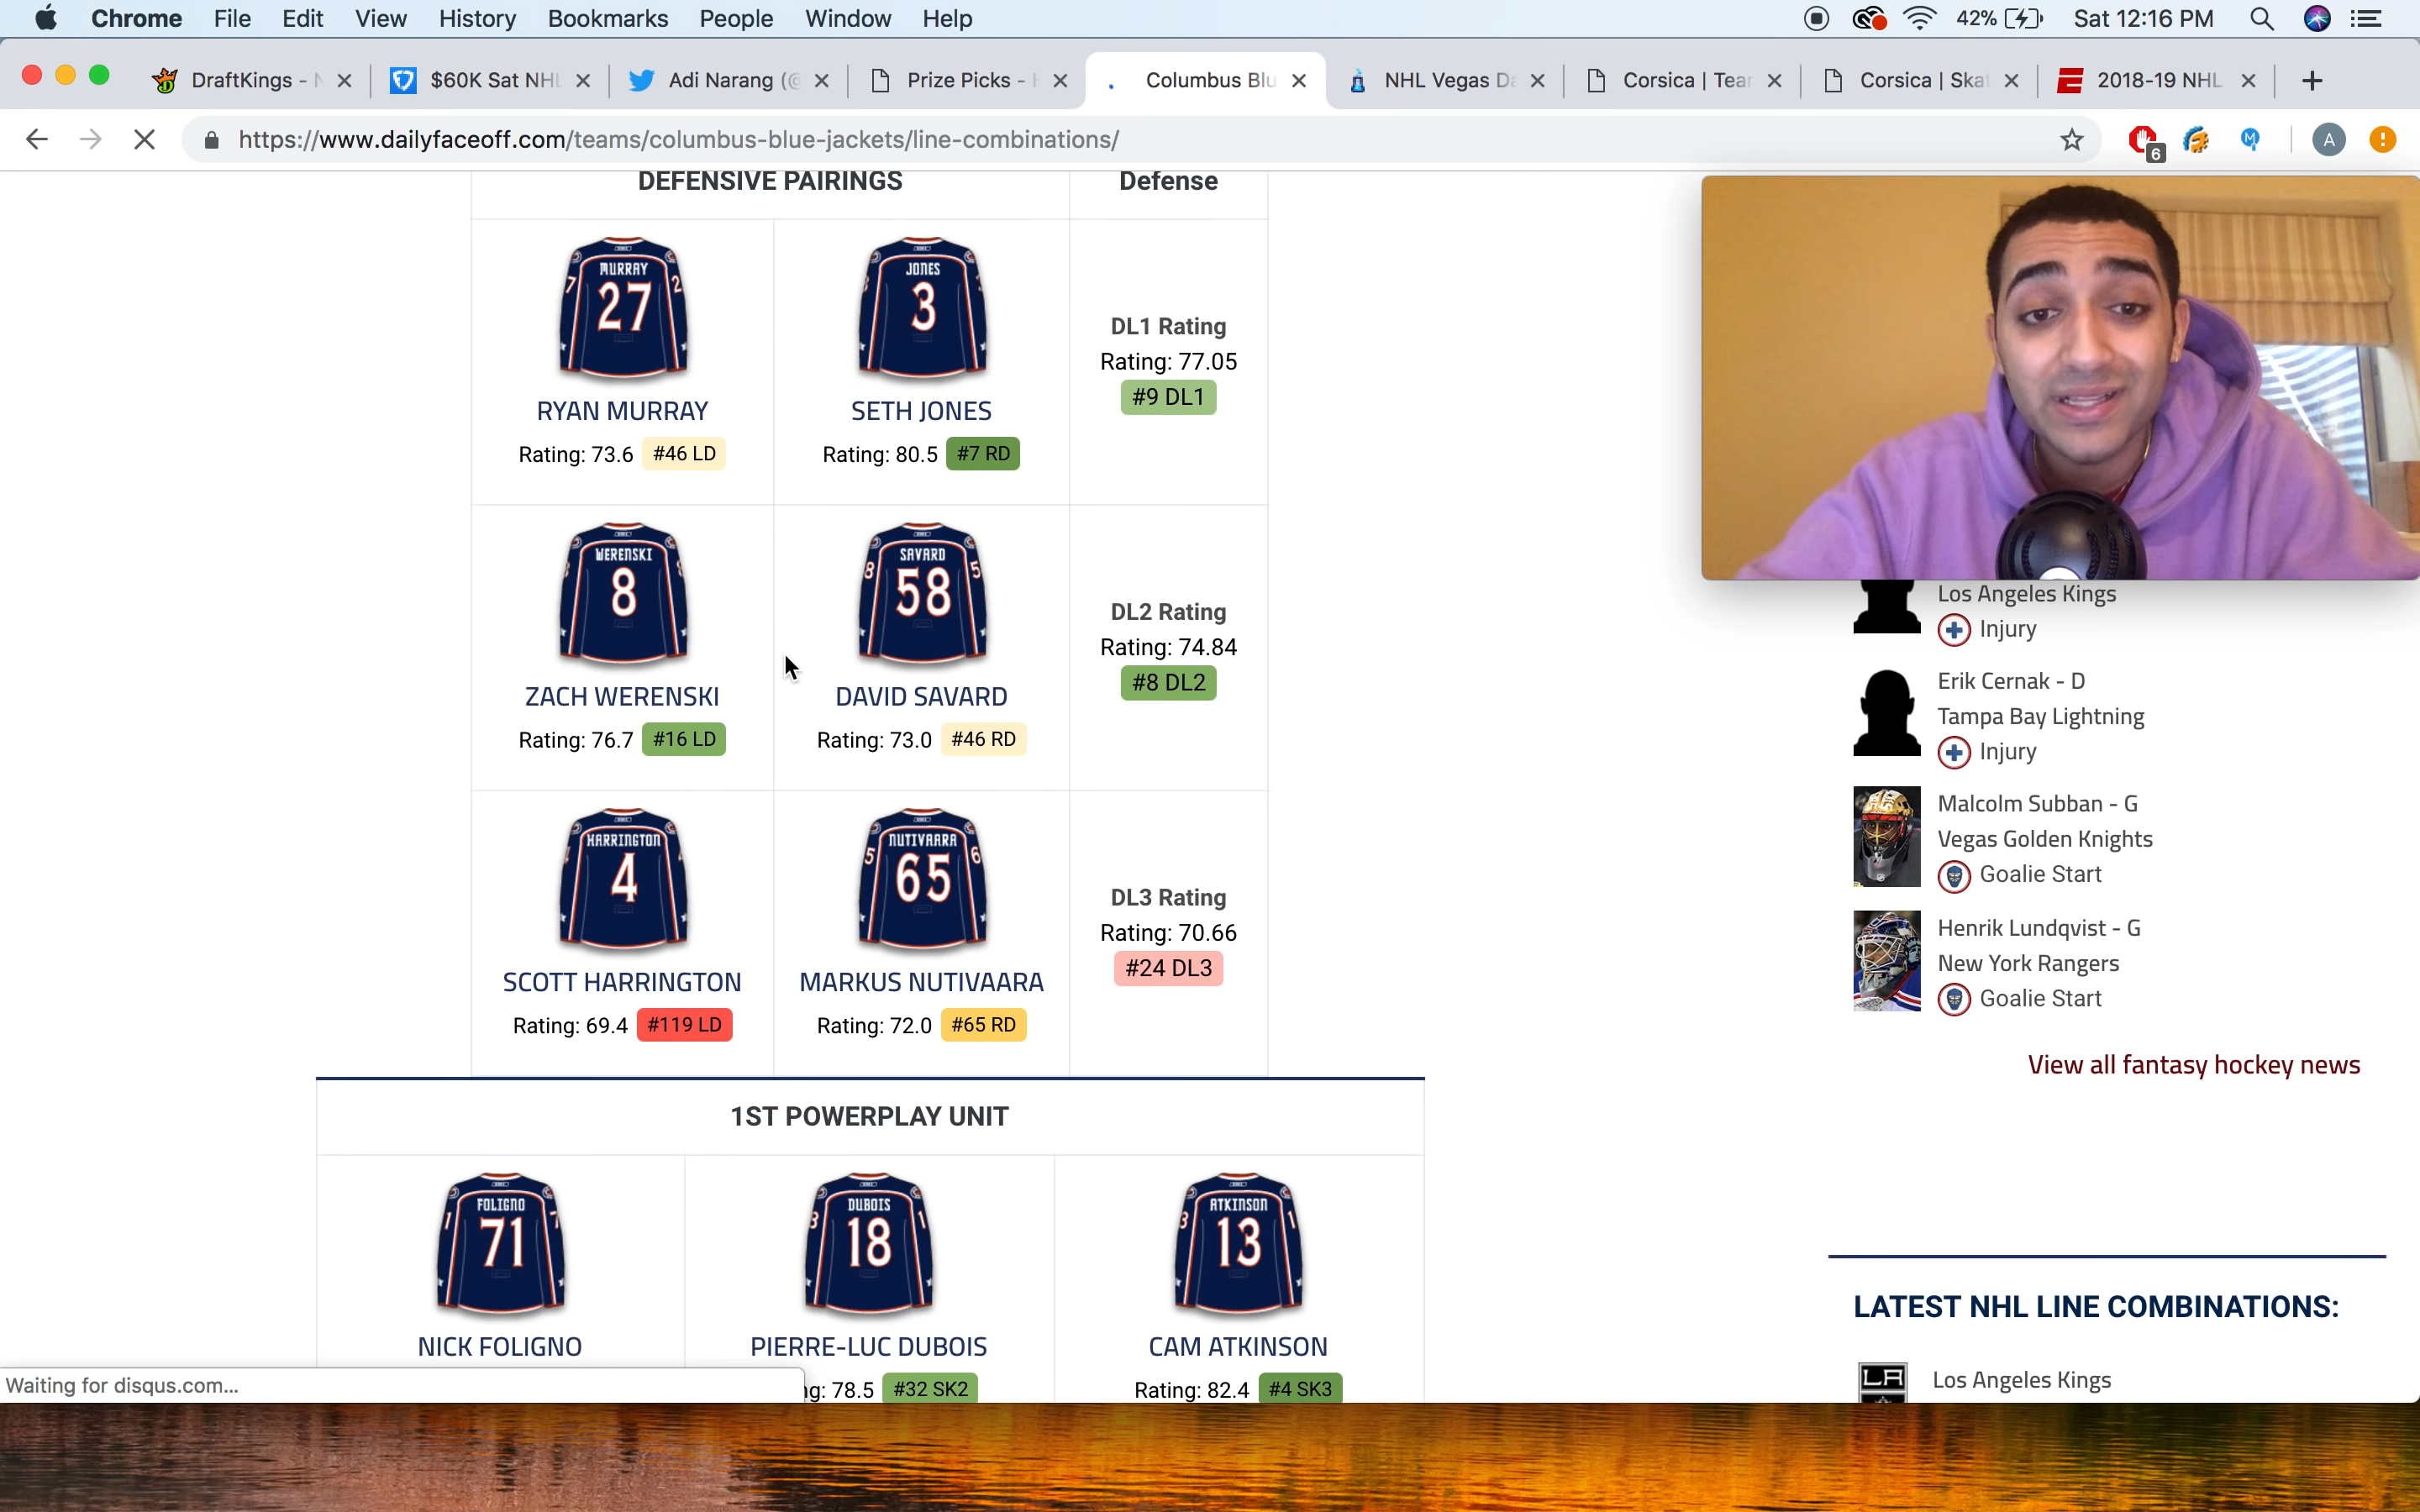 Chrome File Edit View History Bookmarks People Window Help 42% Sat 12:16 PM
DraftKings - N $60K Sat NHL Adi Narang (@ Prize Picks - H Columbus Blu NHL Vegas Da Corsica | Tear Corsica | Skat 2018-19 NHL
https://www.dailyfaceoff.com/teams/columbus-blue-jackets/line-combinations/ 6 A
DEFENSIVE PAIRINGS Defense
MURRAY
27
RYAN MURRAY
Rating: 73.6 #46 LD
JONES
3
SETH JONES
Rating: 80.5 #7 RD
DL1 Rating
Rating: 77.05
#9 DL1
WERENSKI
8
ZACH WERENSKI
Rating: 76.7 #16 LD
SAVARD
58
DAVID SAVARD
Rating: 73.0 #46 RD
DL2 Rating
Rating: 74.84
#8 DL2
HARRINGTON
4
SCOTT HARRINGTON
Rating: 69.4 #119 LD
NUTIVAARA
65
MARKUS NUTIVAARA
Rating: 72.0 #65 RD
DL3 Rating
Rating: 70.66
#24 DL3
1ST POWERPLAY UNIT
FOLIGNO
71
NICK FOLIGNO
DUBOIS
18
PIERRE-LUC DUBOIS
ng: 78.5 #32 SK2
ATKINSON
13
CAM ATKINSON
Rating: 82.4 #4 SK3
Waiting for disqus.com...
Los Angeles Kings
Injury
Erik Cernak - D
Tampa Bay Lightning
Injury
Malcolm Subban - G
Vegas Golden Knights
Goalie Start
Henrik Lundqvist - G
New York Rangers
Goalie Start
View all fantasy hockey news
LATEST NHL LINE COMBINATIONS:
LA
Los Angeles Kings